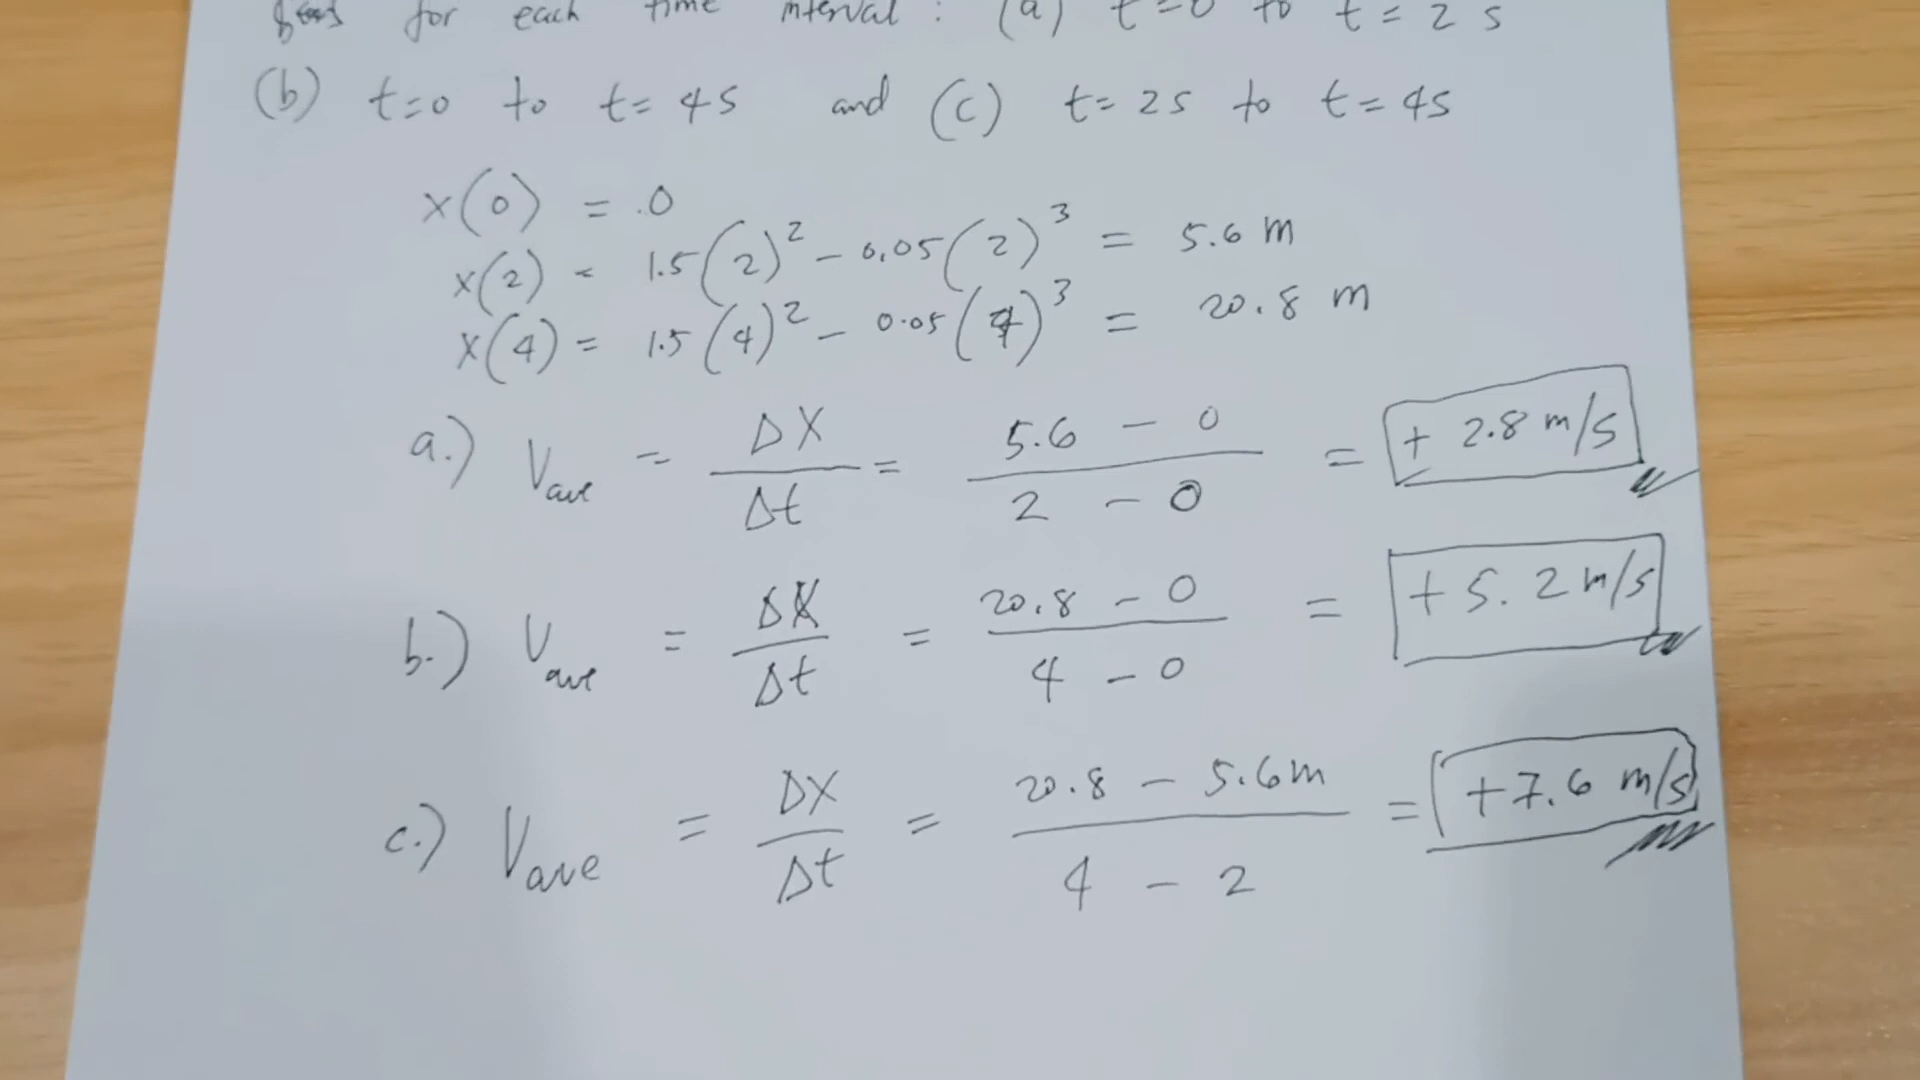 for each time interval : (a) t=0 to t = 2 s
(b) t=0 to t= 4s and (c) t= 2s to t= 4s
x(0) = 0
x(2) = 1.5(2)² - 0.05(2)³ = 5.6 m
x(4) = 1.5(4)² - 0.05(4)³ = 20.8 m
a.) Vave = ΔX/Δt = 5.6 - 0 / 2 - 0 = + 2.8 m/s
b.) Vave = ΔX/Δt = 20.8 - 0 / 4 - 0 = + 5.2 m/s
c.) Vave = ΔX/Δt = 20.8 - 5.6m / 4 - 2 = +7.6 m/s